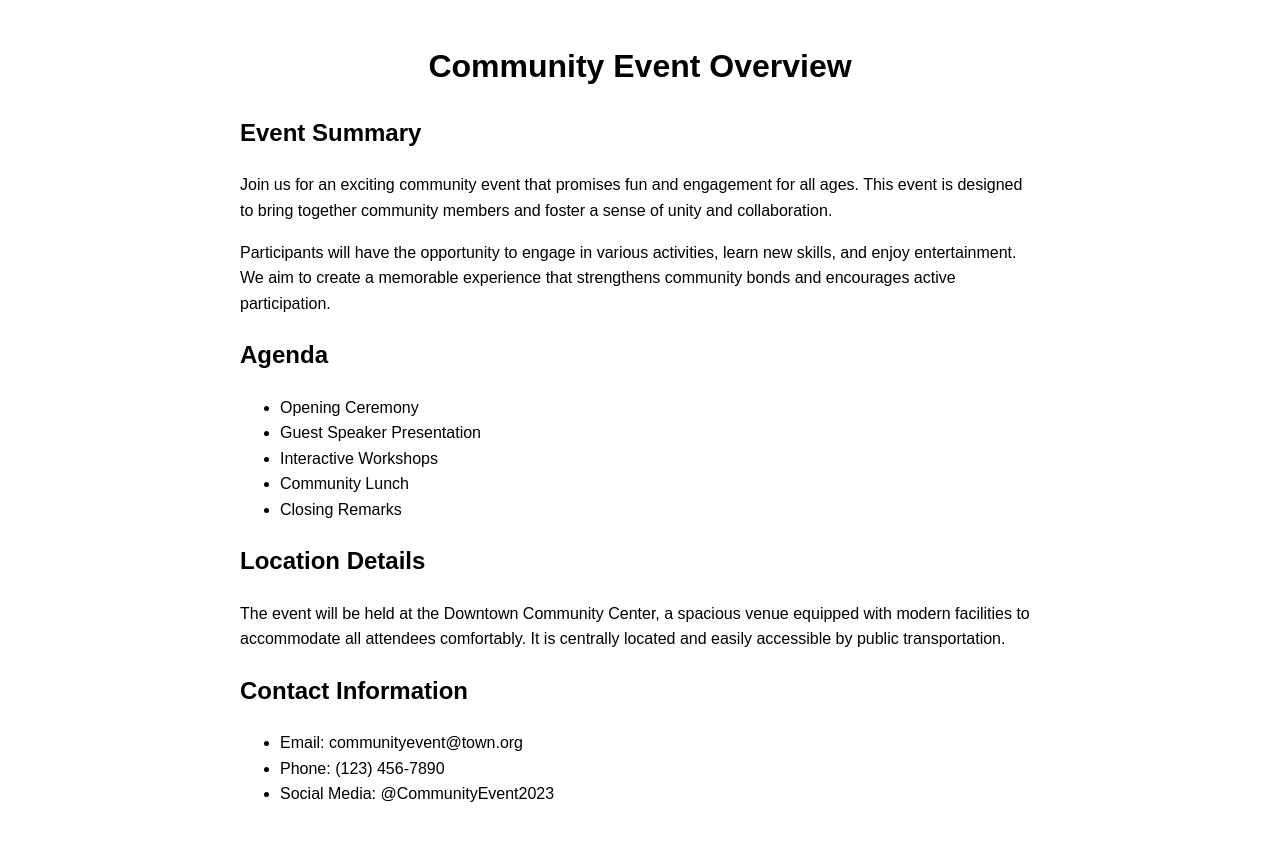 Community Event Overview
Event Summary
Join us for an exciting community event that promises fun and engagement for all ages. This event is designed
to bring together community members and foster a sense of unity and collaboration.
Participants will have the opportunity to engage in various activities, learn new skills, and enjoy entertainment.
We aim to create a memorable experience that strengthens community bonds and encourages active
participation.
Agenda
• Opening Ceremony
• Guest Speaker Presentation
• Interactive Workshops
• Community Lunch
• Closing Remarks
Location Details
The event will be held at the Downtown Community Center, a spacious venue equipped with modern facilities to
accommodate all attendees comfortably. It is centrally located and easily accessible by public transportation.
Contact Information
• Email: communityevent@town.org
• Phone: (123) 456-7890
• Social Media: @CommunityEvent2023